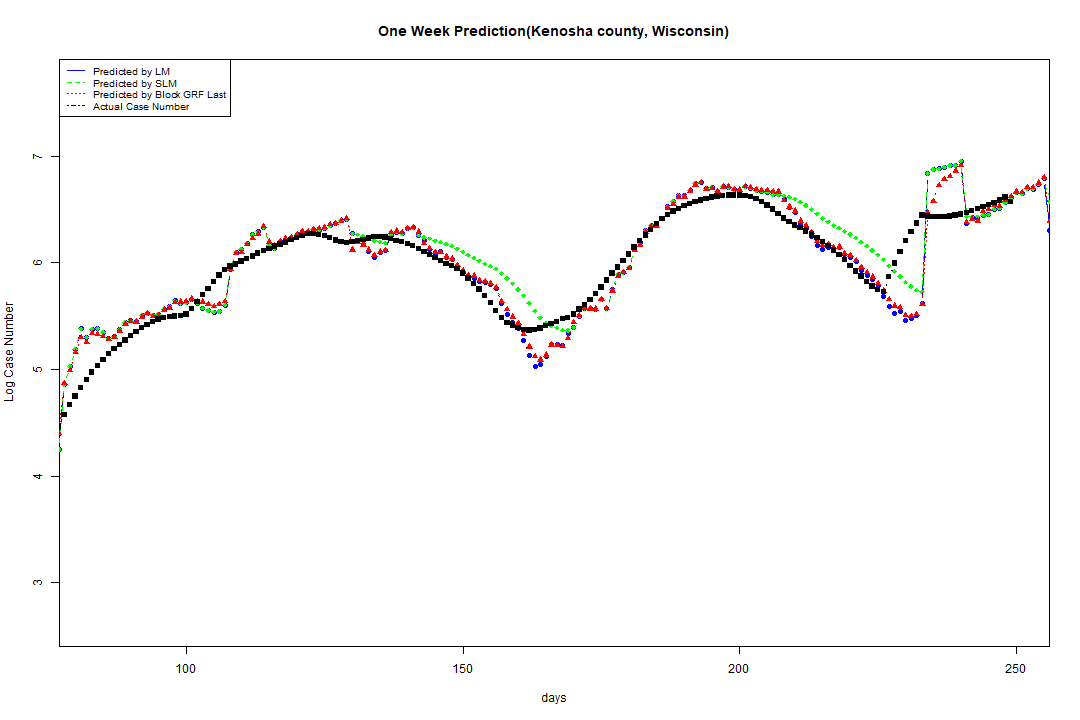 One Week Prediction(Kenosha county, Wisconsin)
Predicted by LM
Predicted by SLM
Predicted by Block GRF Last
Actual Case Number
7
6
5
4
3
Log Case Number
100 150 200 250
days